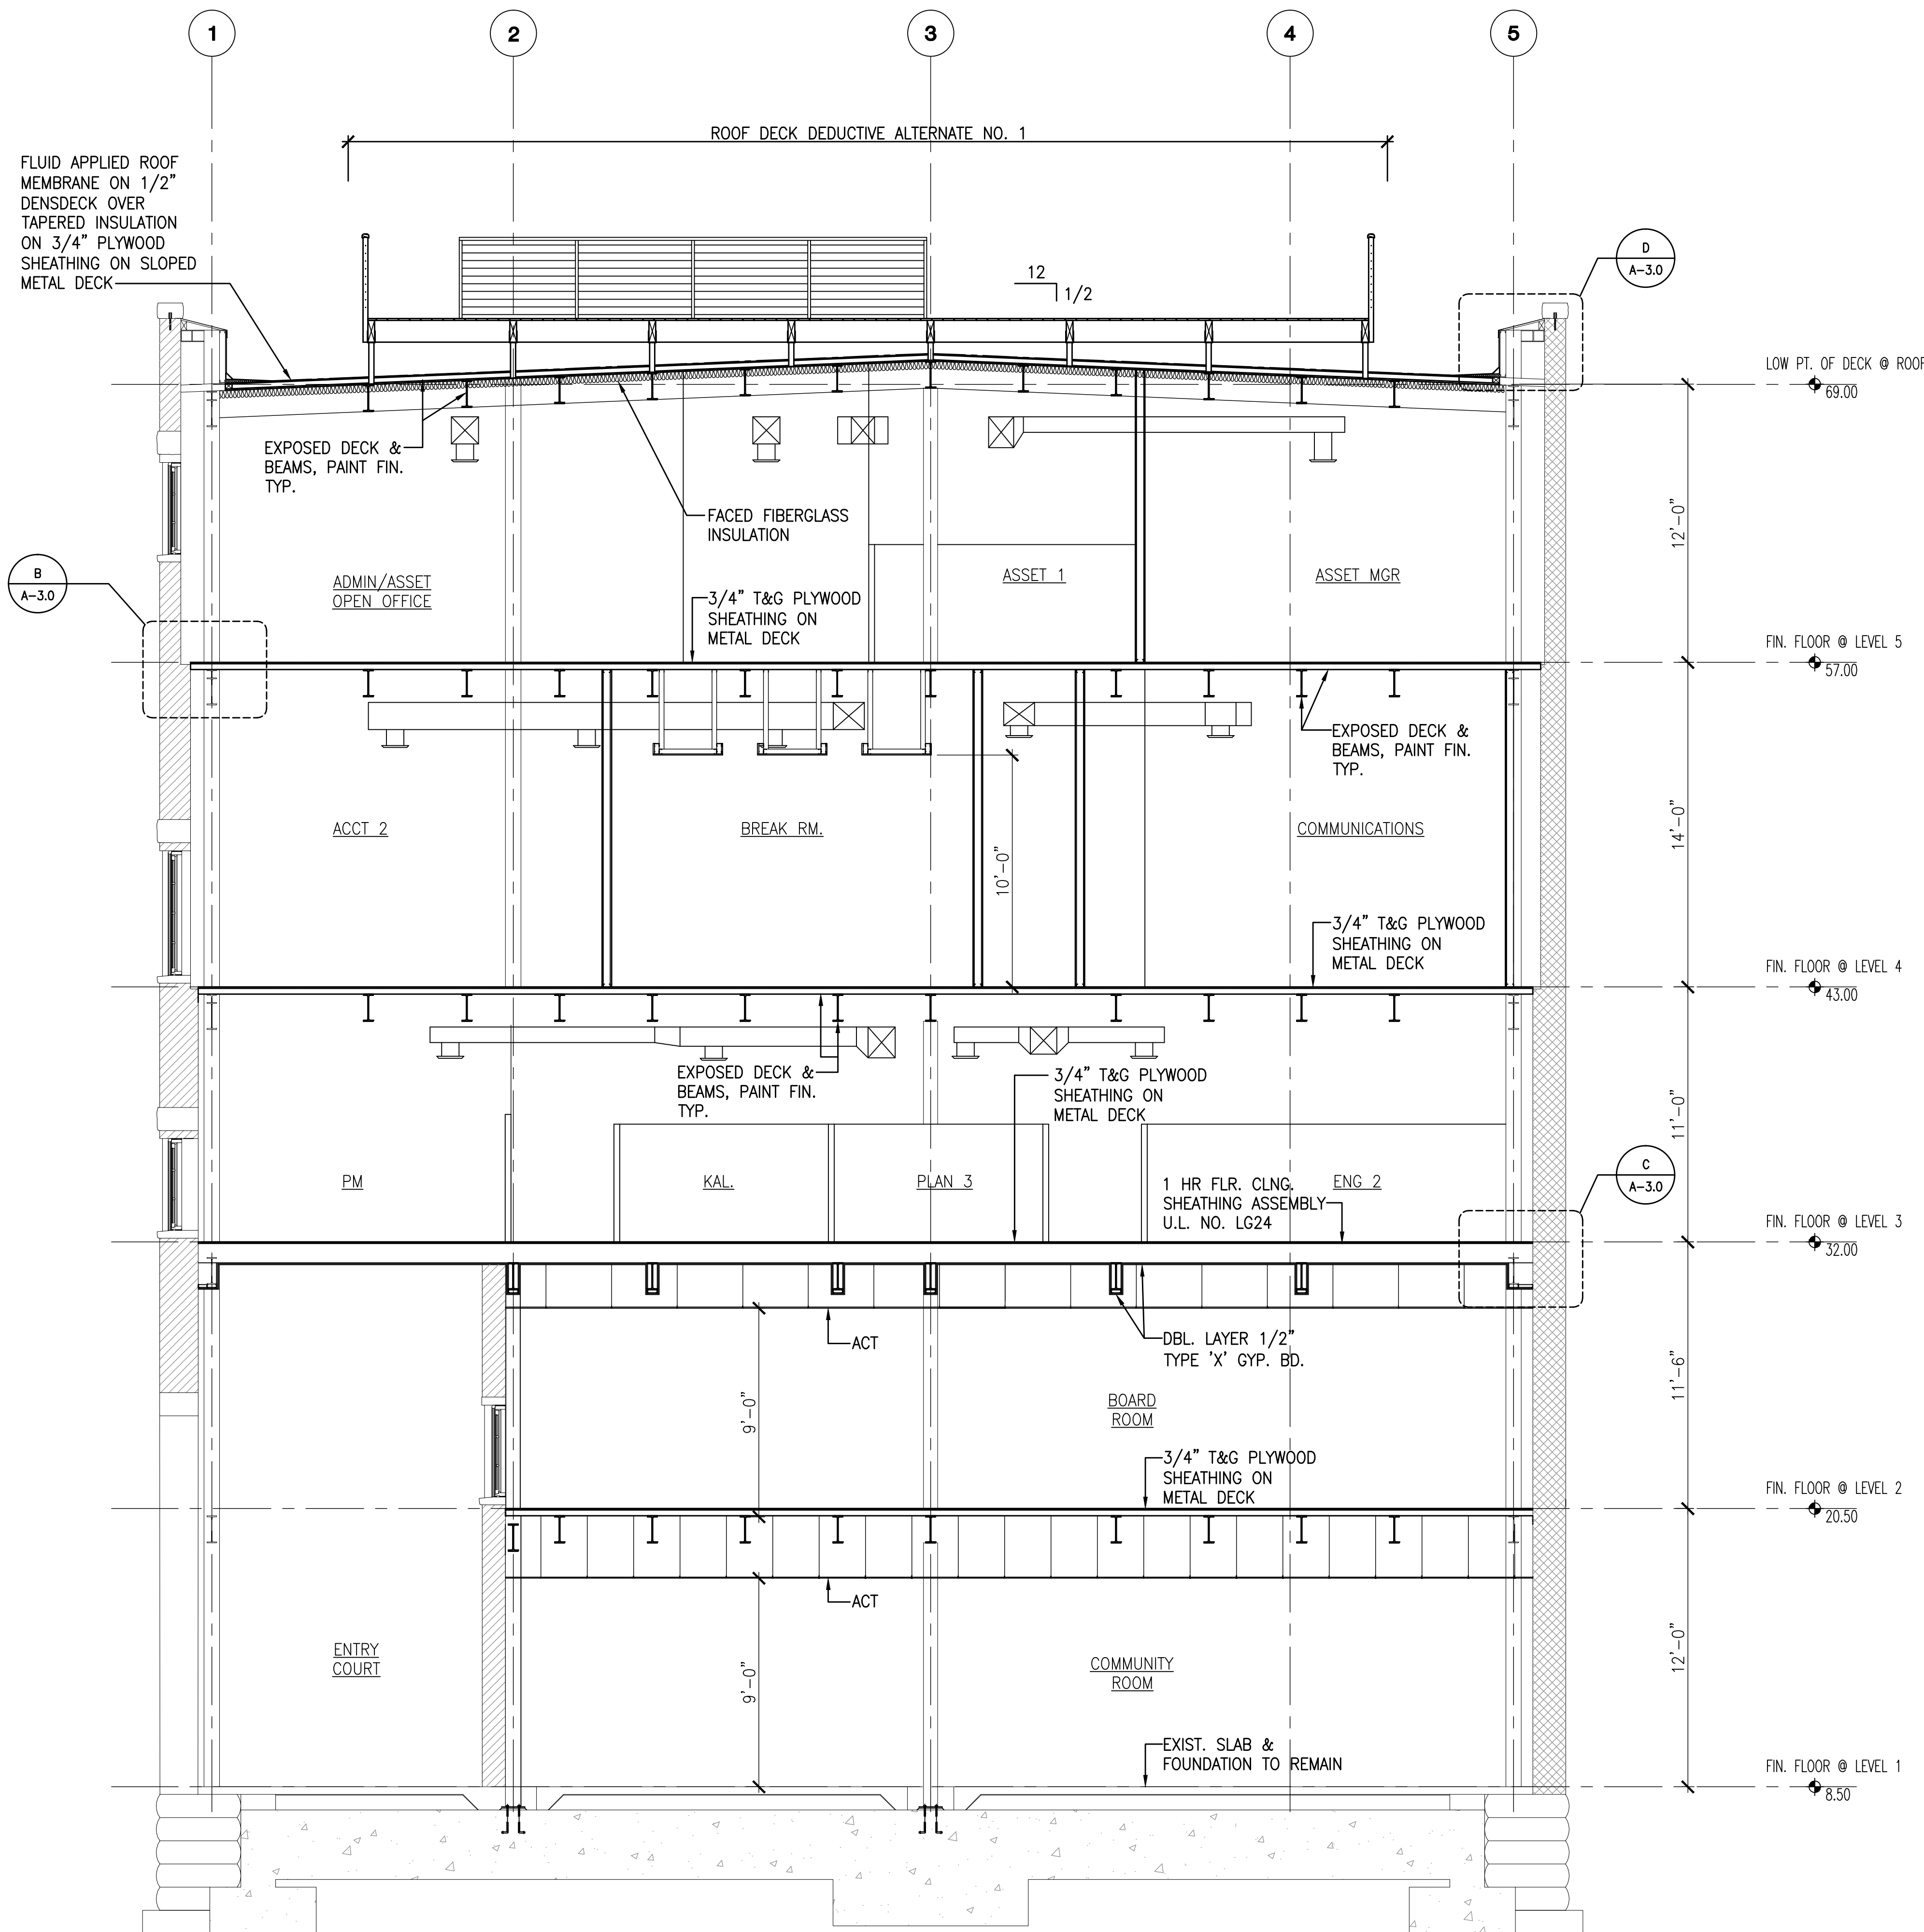 1
2
3
4
5
ROOF DECK DEDUCTIVE ALTERNATE NO. 1
FLUID APPLIED ROOF
MEMBRANE ON 1/2"
DENSDECK OVER
TAPERED INSULATION
ON 3/4" PLYWOOD
SHEATHING ON SLOPED
METAL DECK
12
1/2
D
A-3.0
LOW PT. OF DECK @ ROOF
69.00
EXPOSED DECK &
BEAMS, PAINT FIN.
TYP.
FACED FIBERGLASS
INSULATION
12'-0"
B
A-3.0
ADMIN/ASSET
OPEN OFFICE
3/4" T&G PLYWOOD
SHEATHING ON
METAL DECK
ASSET 1
ASSET MGR
FIN. FLOOR @ LEVEL 5
57.00
EXPOSED DECK &
BEAMS, PAINT FIN.
TYP.
ACCT 2
BREAK RM.
COMMUNICATIONS
10'-0"
14'-0"
3/4" T&G PLYWOOD
SHEATHING ON
METAL DECK
FIN. FLOOR @ LEVEL 4
43.00
EXPOSED DECK &
BEAMS, PAINT FIN.
TYP.
3/4" T&G PLYWOOD
SHEATHING ON
METAL DECK
11'-0"
PM
KAL.
PLAN 3
ENG 2
1 HR FLR. CLNG.
SHEATHING ASSEMBLY
U.L. NO. LG24
C
A-3.0
FIN. FLOOR @ LEVEL 3
32.00
ACT
DBL. LAYER 1/2"
TYPE 'X' GYP. BD.
9'-0"
BOARD
ROOM
11'-6"
3/4" T&G PLYWOOD
SHEATHING ON
METAL DECK
FIN. FLOOR @ LEVEL 2
20.50
ACT
ENTRY
COURT
9'-0"
COMMUNITY
ROOM
12'-0"
EXIST. SLAB &
FOUNDATION TO REMAIN
FIN. FLOOR @ LEVEL 1
8.50